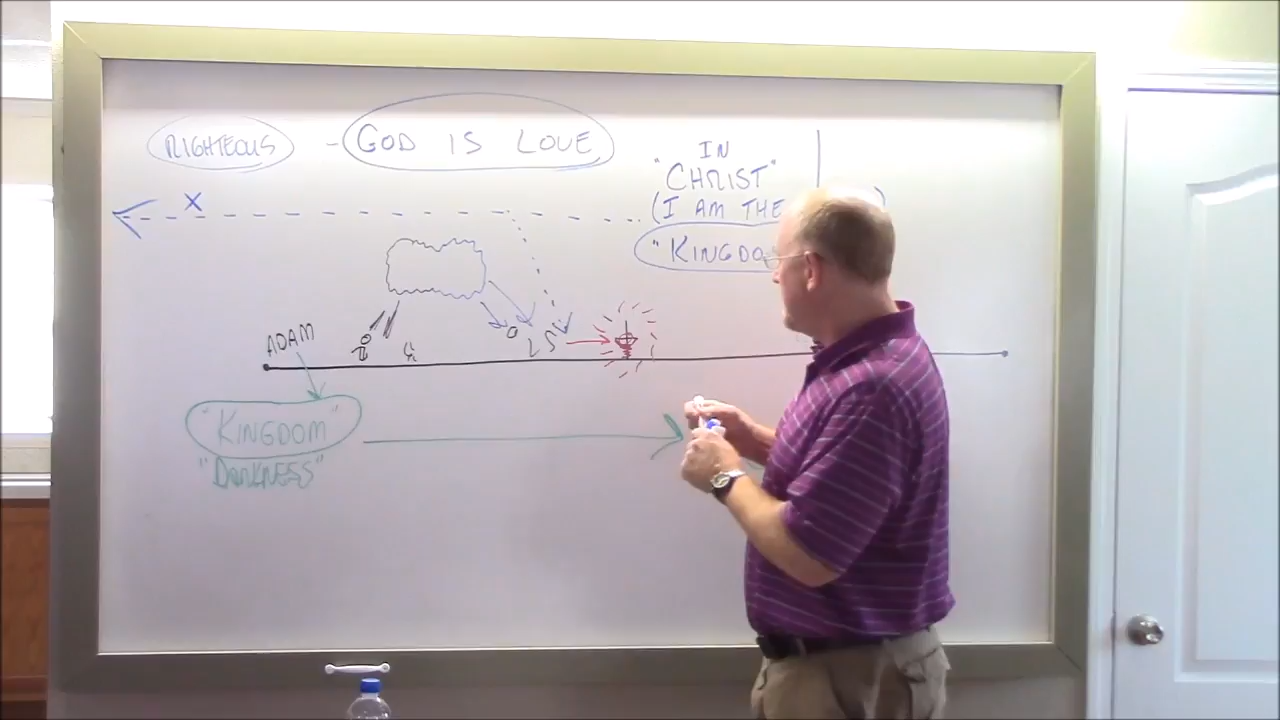 RIGHTEOUS - GOD IS LOVE
IN
"CHRIST"
(I AM THE
"KINGDO
X
ADAM
"KINGDOM"
"DARKNESS"